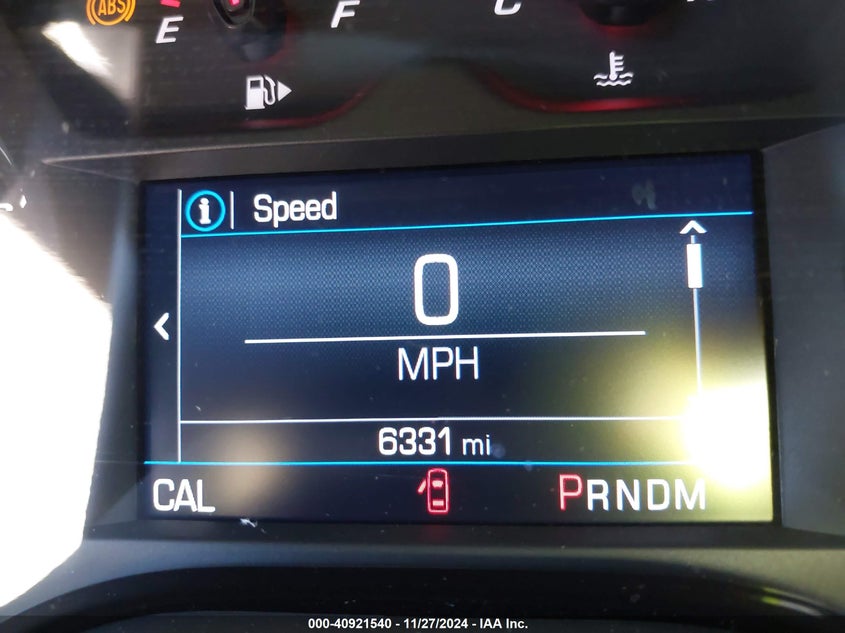 ABS
E F C
Speed
0
MPH
6331 mi
CAL PRNDM
000-40921540 - 11/27/2024 - IAA Inc.